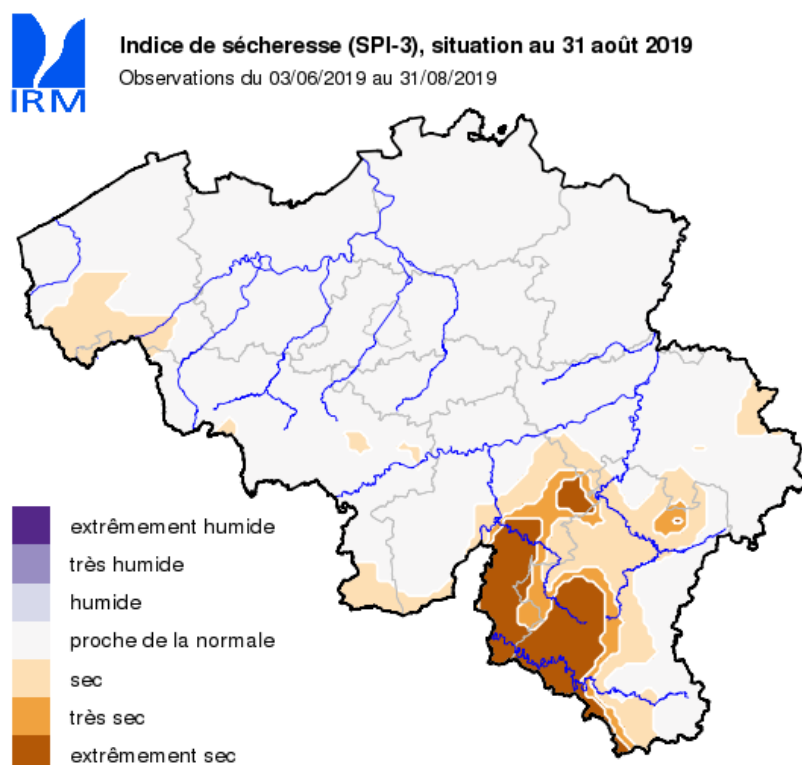 IRM
Indice de sécheresse (SPI-3), situation au 31 août 2019
Observations du 03/06/2019 au 31/08/2019
extrêmement humide
très humide
humide
proche de la normale
sec
très sec
extrêmement sec